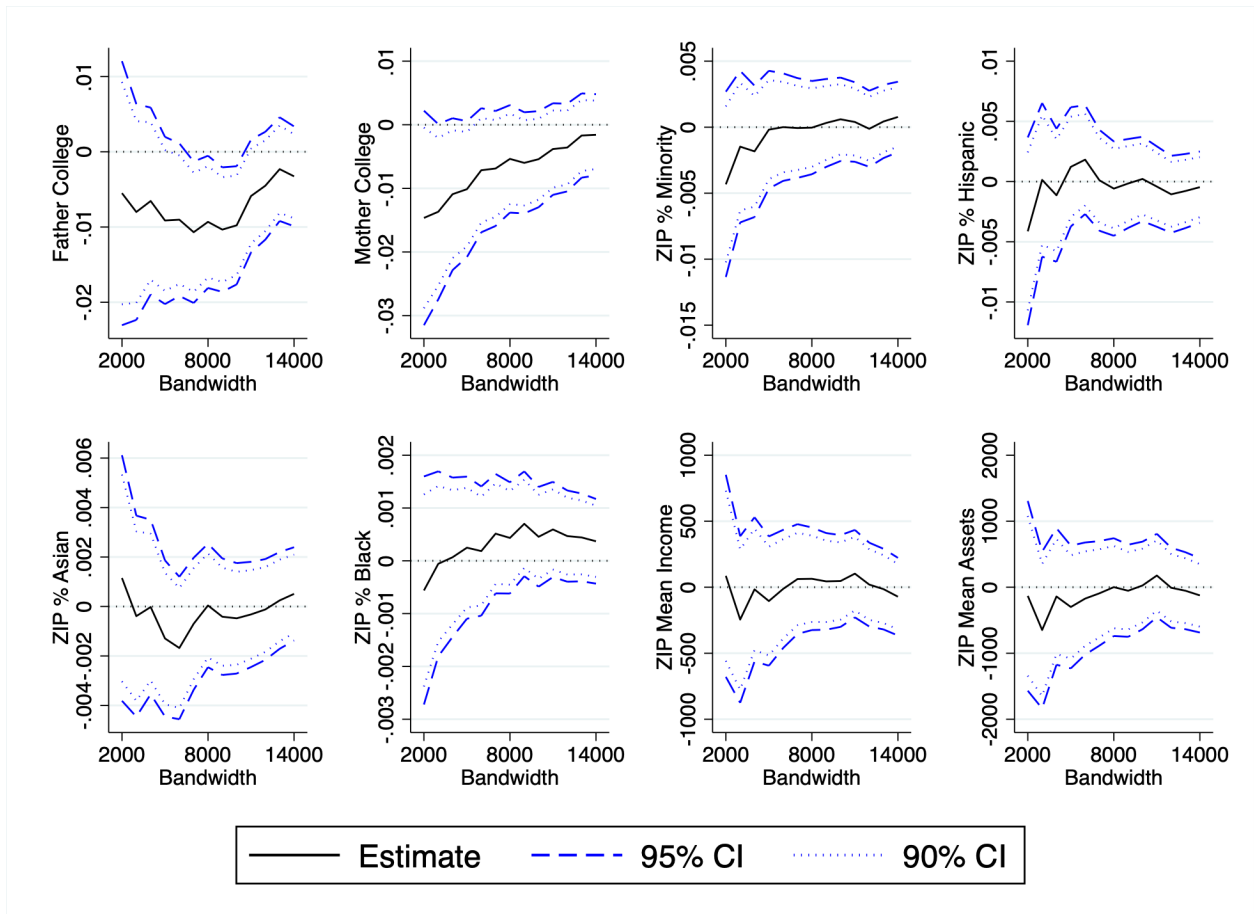 Father College
.01
0
-.01
-.02
2000 8000 14000
Bandwidth
Mother College
.01
0
-.01
-.02
-.03
2000 8000 14000
Bandwidth
ZIP % Minority
.005
0
-.005
-.01
-.015
2000 8000 14000
Bandwidth
ZIP % Hispanic
.01
.005
0
-.005
-.01
2000 8000 14000
Bandwidth
ZIP % Asian
.006
.004
.002
0
-.002
-.004
2000 8000 14000
Bandwidth
ZIP % Black
.002
.001
0
-.001
-.002
-.003
2000 8000 14000
Bandwidth
ZIP Mean Income
1000
500
0
-500
-1000
2000 8000 14000
Bandwidth
ZIP Mean Assets
2000
1000
0
-1000
-2000
2000 8000 14000
Bandwidth
Estimate 95% CI 90% CI